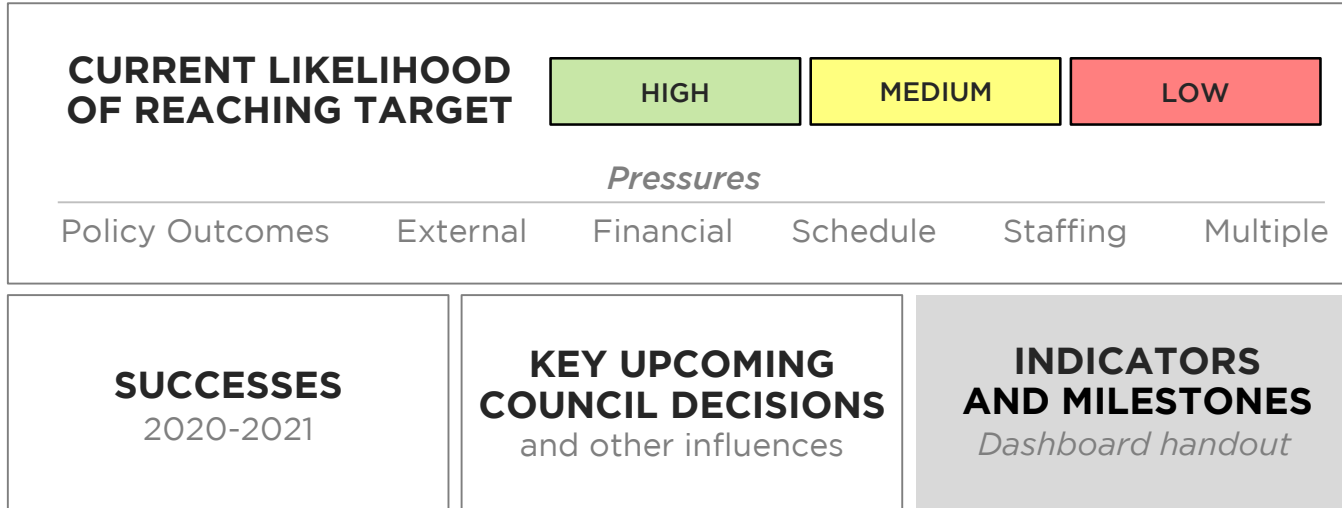 CURRENT LIKELIHOOD
OF REACHING TARGET
HIGH
MEDIUM
LOW
Pressures
Policy Outcomes External Financial Schedule Staffing Multiple
SUCCESSES
2020-2021
KEY UPCOMING
COUNCIL DECISIONS
and other influences
INDICATORS
AND MILESTONES
Dashboard handout